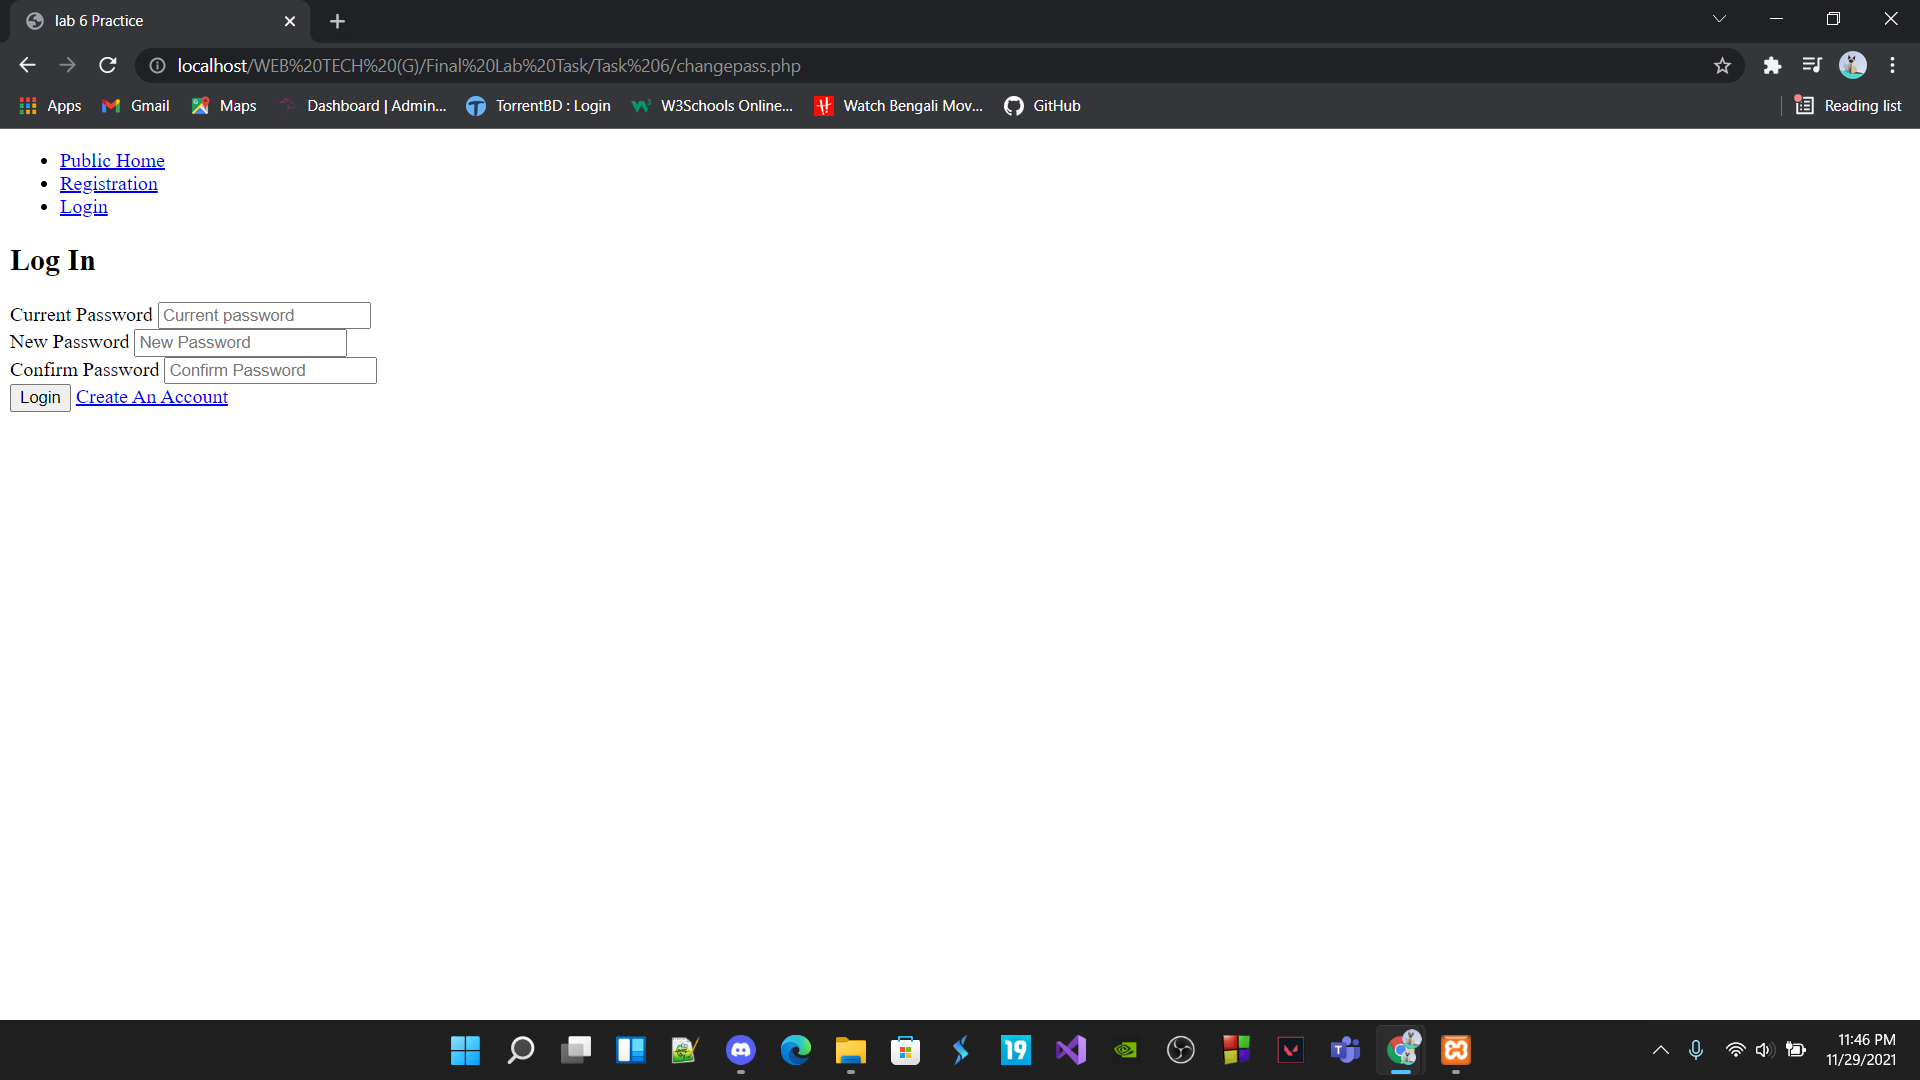 lab 6 Practice
localhost/WEB%20TECH%20(G)/Final%20Lab%20Task/Task%206/changepass.php
Apps Gmail Maps Dashboard | Admin... TorrentBD : Login W3Schools Online... Watch Bengali Mov... GitHub Reading list
Public Home
Registration
Login
Log In
Current Password Current password
New Password New Password
Confirm Password Confirm Password
Login Create An Account
19
11:46 PM
11/29/2021